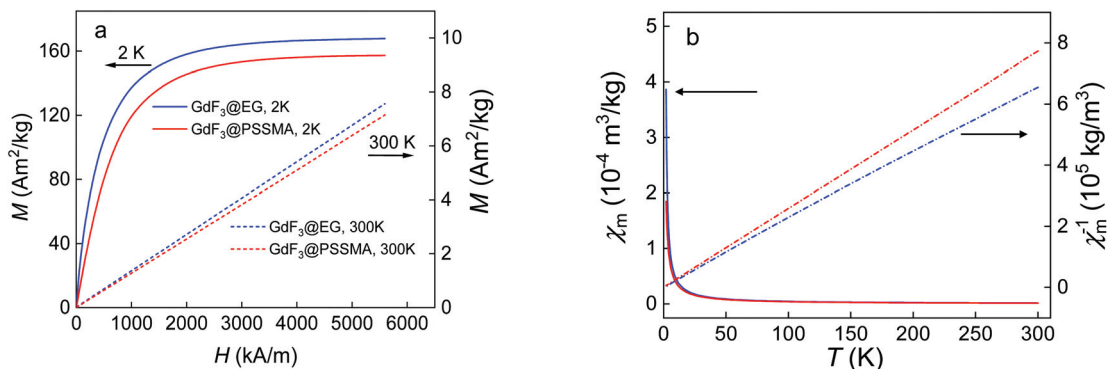 a
2 K
GdF₃@EG, 2K
GdF₃@PSSMA, 2K
300 K
GdF₃@EG, 300K
GdF₃@PSSMA, 300K
M (Am²/kg)
160
120
80
40
0
M (Am²/kg)
10
8
6
4
2
0
0 1000 2000 3000 4000 5000 6000
H (kA/m)
b
χₘ (10⁻⁴ m³/kg)
5
4
3
2
1
0
χₘ⁻¹ (10⁵ kg/m³)
8
6
4
2
0
0 50 100 150 200 250 300
T (K)